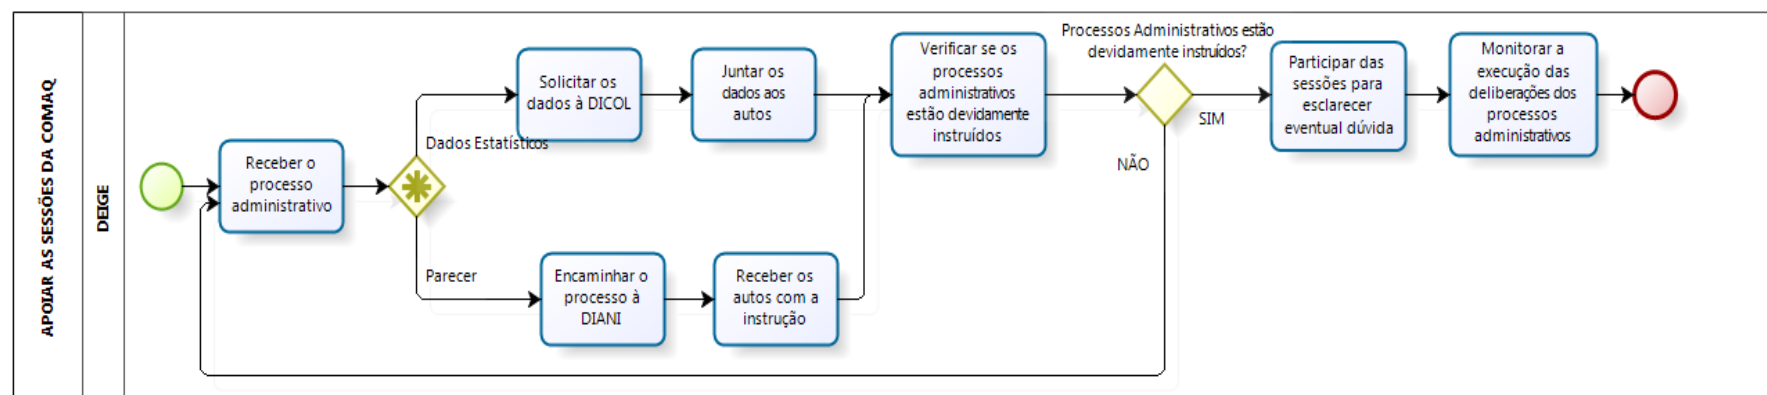 APOIAR AS SESSÕES DA COMAQ
DEIGE
Receber o
processo
administrativo
Dados Estatísticos
Parecer
Solicitar os
dados à DICOL
Juntar os
dados aos
autos
Encaminhar o
processo à
DIANI
Receber os
autos com a
instrução
Verificar se os
processos
administrativos
estão devidamente
instruídos
Processos Administrativos estão
devidamente instruídos?
SIM
NÃO
Participar das
sessões para
esclarecer
eventual dúvida
Monitorar a
execução das
deliberações dos
processos
administrativos